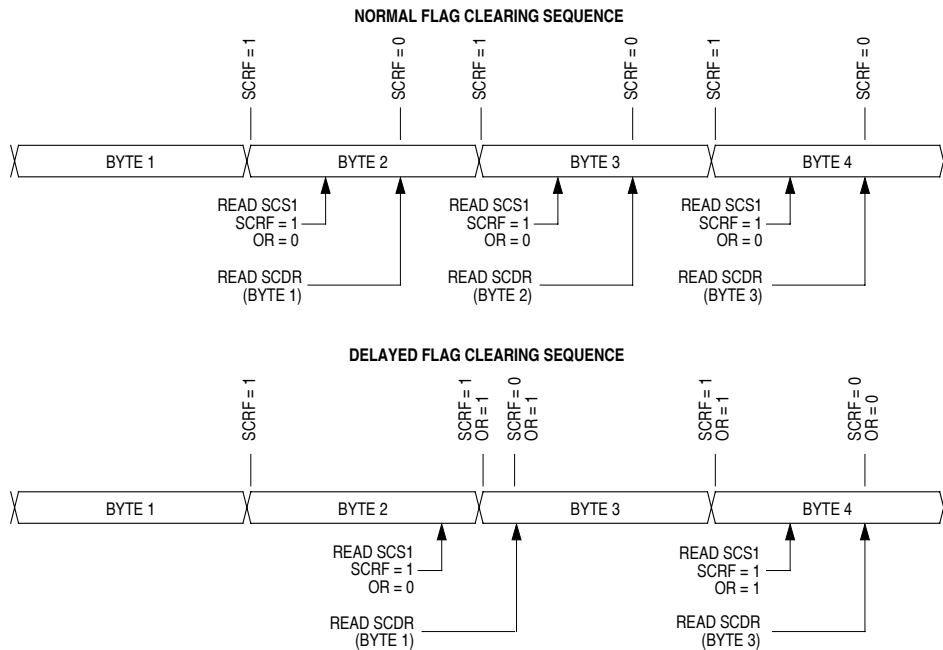 NORMAL FLAG CLEARING SEQUENCE
SCRF = 1
SCRF = 0
SCRF = 1
SCRF = 0
SCRF = 1
SCRF = 0
BYTE 1
BYTE 2
BYTE 3
BYTE 4
READ SCS1
SCRF = 1
OR = 0
READ SCS1
SCRF = 1
OR = 0
READ SCS1
SCRF = 1
OR = 0
READ SCDR
(BYTE 1)
READ SCDR
(BYTE 2)
READ SCDR
(BYTE 3)
DELAYED FLAG CLEARING SEQUENCE
SCRF = 1
SCRF = 1
OR = 1
SCRF = 0
OR = 1
SCRF = 1
OR = 1
SCRF = 0
OR = 0
BYTE 1
BYTE 2
BYTE 3
BYTE 4
READ SCS1
SCRF = 1
OR = 0
READ SCS1
SCRF = 1
OR = 1
READ SCDR
(BYTE 1)
READ SCDR
(BYTE 3)